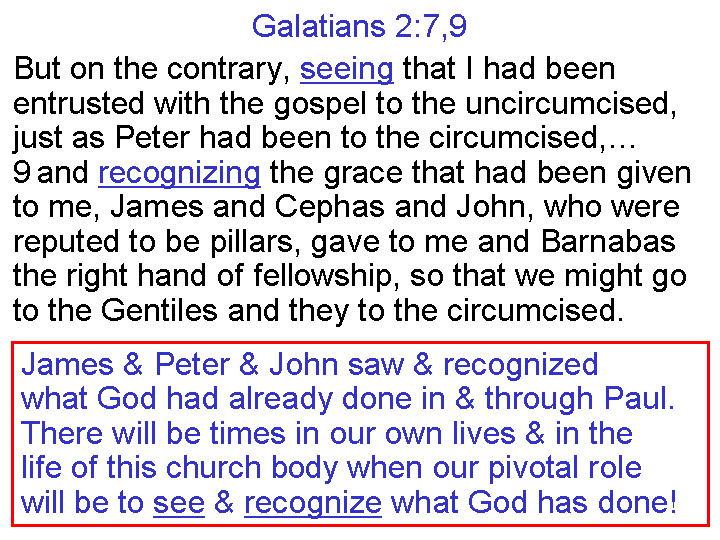 Galatians 2:7,9
But on the contrary, seeing that I had been
entrusted with the gospel to the uncircumcised,
just as Peter had been to the circumcised,…
9 and recognizing the grace that had been given
to me, James and Cephas and John, who were
reputed to be pillars, gave to me and Barnabas
the right hand of fellowship, so that we might go
to the Gentiles and they to the circumcised.
James & Peter & John saw & recognized
what God had already done in & through Paul.
There will be times in our own lives & in the
life of this church body when our pivotal role
will be to see & recognize what God has done!